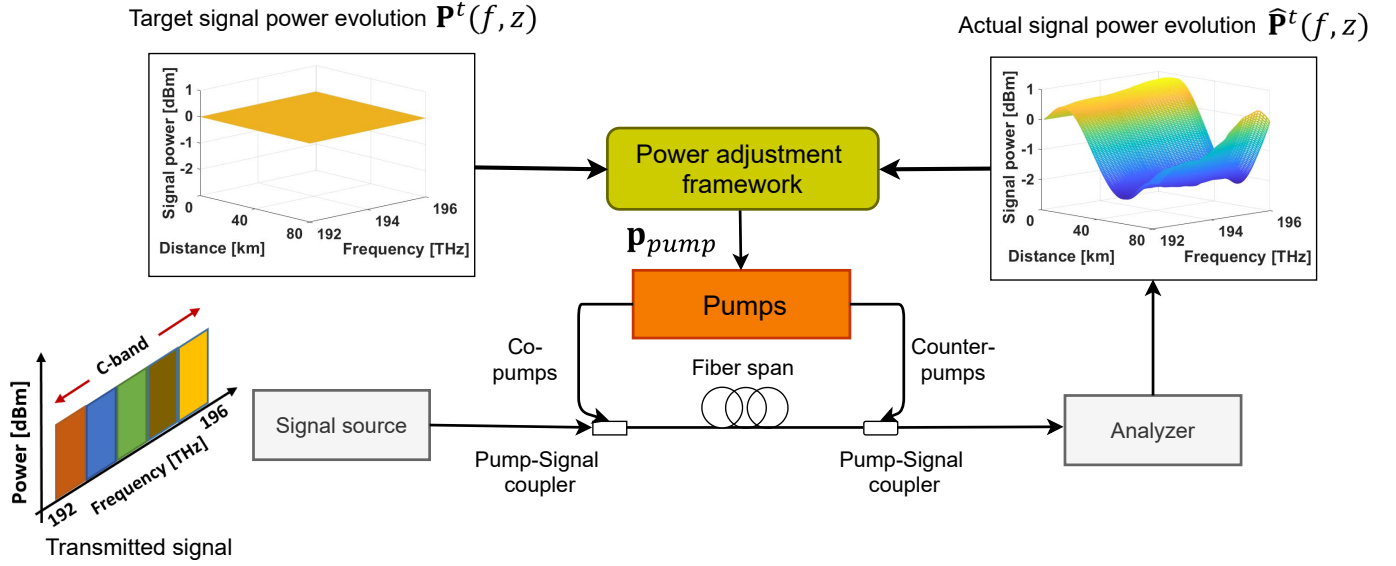 Target signal power evolution 𝐏ᵗ(f, z)
Actual signal power evolution 𝐏̂ᵗ(f, z)
Signal power [dBm]
1
0
-1
-2
0
40
80
192
194
196
Distance [km]
Frequency [THz]
Power adjustment
framework
Signal power [dBm]
1
0
-1
-2
0
40
80
192
194
196
Distance [km]
Frequency [THz]
𝐩pump
Pumps
Co-
pumps
Fiber span
Counter-
pumps
C-band
Power [dBm]
192
Frequency [THz]
196
Transmitted signal
Signal source
Pump-Signal
coupler
Pump-Signal
coupler
Analyzer